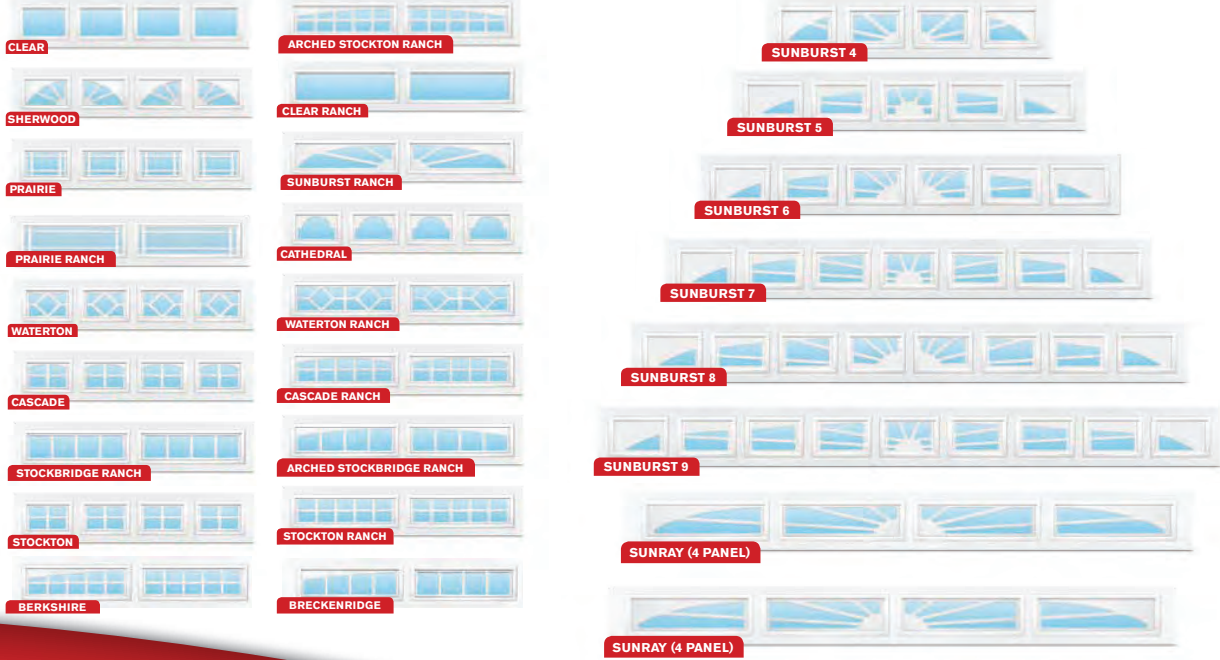 CLEAR
SHERWOOD
PRAIRIE
PRAIRIE RANCH
WATERTON
CASCADE
STOCKBRIDGE RANCH
STOCKTON
BERKSHIRE
ARCHED STOCKTON RANCH
CLEAR RANCH
SUNBURST RANCH
CATHEDRAL
WATERTON RANCH
CASCADE RANCH
ARCHED STOCKBRIDGE RANCH
STOCKTON RANCH
BRECKENRIDGE
SUNBURST 4
SUNBURST 5
SUNBURST 6
SUNBURST 7
SUNBURST 8
SUNBURST 9
SUNRAY (4 PANEL)
SUNRAY (4 PANEL)